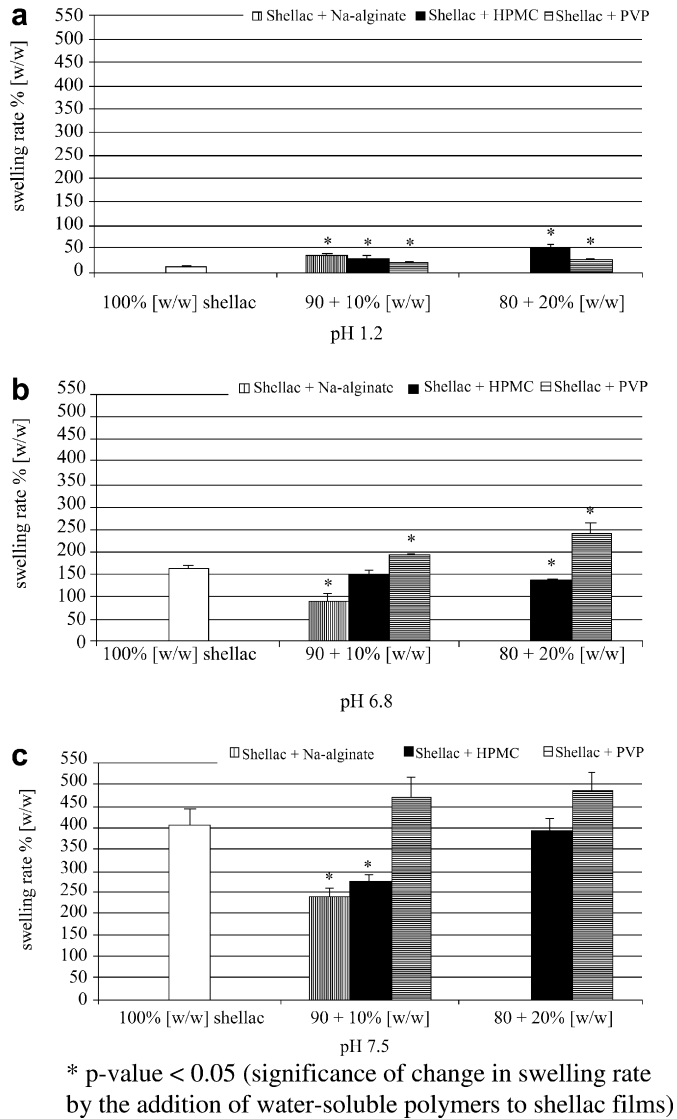 a
Shellac + Na-alginate Shellac + HPMC Shellac + PVP
swelling rate % [w/w]
550
500
450
400
350
300
250
200
150
100
50
0
* * * * *
100% [w/w] shellac 90 + 10% [w/w] 80 + 20% [w/w]
pH 1.2
b
Shellac + Na-alginate Shellac + HPMC Shellac + PVP
swelling rate % [w/w]
550
500
450
400
350
300
250
200
150
100
50
0
* * * *
100% [w/w] shellac 90 + 10% [w/w] 80 + 20% [w/w]
pH 6.8
c
Shellac + Na-alginate Shellac + HPMC Shellac + PVP
swelling rate % [w/w]
550
500
450
400
350
300
250
200
150
100
50
0
* *
100% [w/w] shellac 90 + 10% [w/w] 80 + 20% [w/w]
pH 7.5
* p-value < 0.05 (significance of change in swelling rate
by the addition of water-soluble polymers to shellac films)